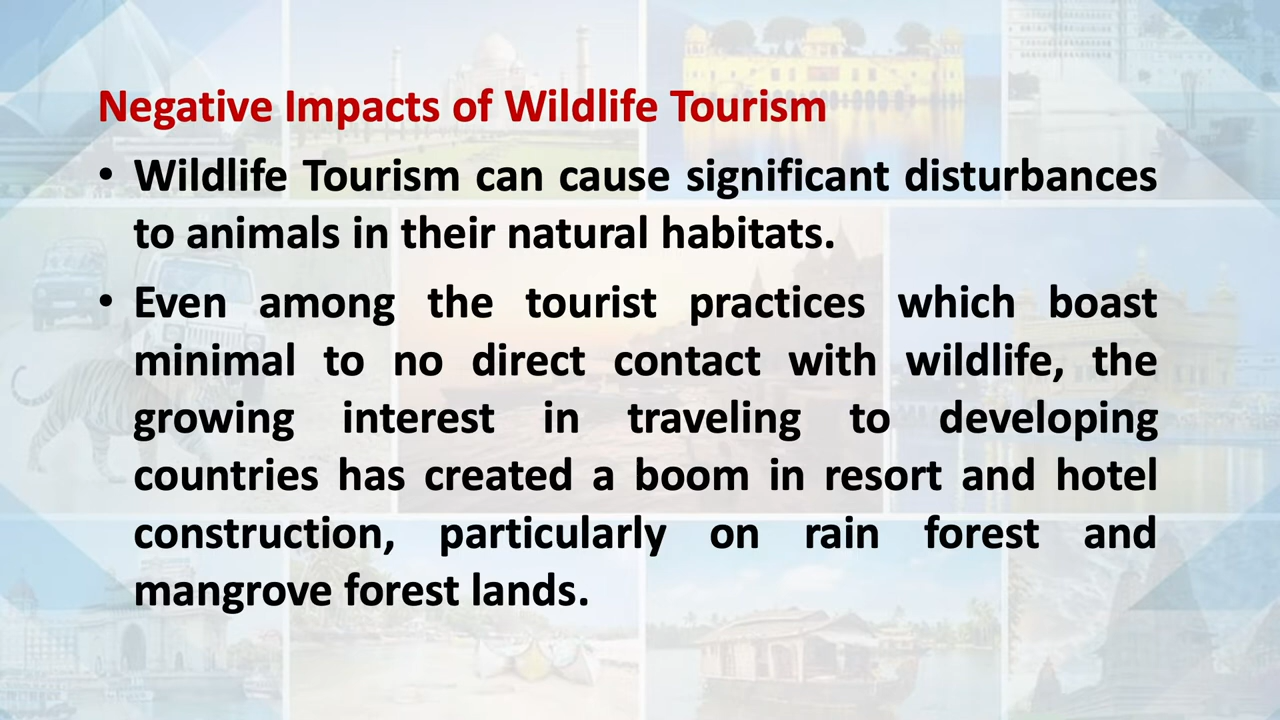 Negative Impacts of Wildlife Tourism
• Wildlife Tourism can cause significant disturbances
to animals in their natural habitats.
• Even among the tourist practices which boast
minimal to no direct contact with wildlife, the
growing interest in traveling to developing
countries has created a boom in resort and hotel
construction, particularly on rain forest and
mangrove forest lands.